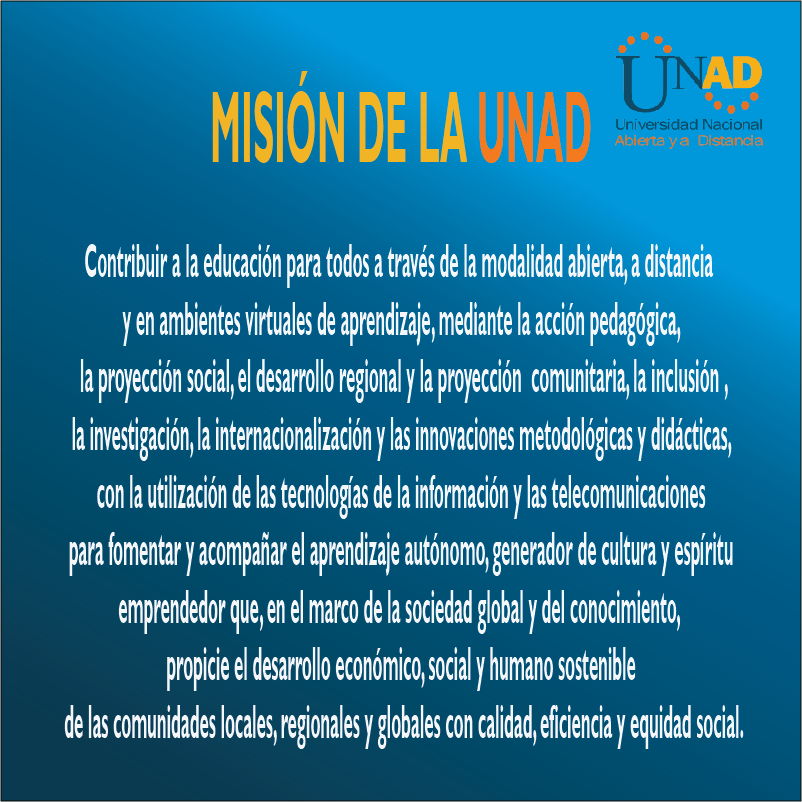 MISIÓN DE LA UNAD
UNAD
Universidad Nacional
Abierta y a Distancia
Contribuir a la educación para todos a través de la modalidad abierta, a distancia
y en ambientes virtuales de aprendizaje, mediante la acción pedagógica,
la proyección social, el desarrollo regional y la proyección comunitaria, la inclusión ,
la investigación, la internacionalización y las innovaciones metodológicas y didácticas,
con la utilización de las tecnologías de la información y las telecomunicaciones
para fomentar y acompañar el aprendizaje autónomo, generador de cultura y espíritu
emprendedor que, en el marco de la sociedad global y del conocimiento,
propicie el desarrollo económico, social y humano sostenible
de las comunidades locales, regionales y globales con calidad, eficiencia y equidad social.